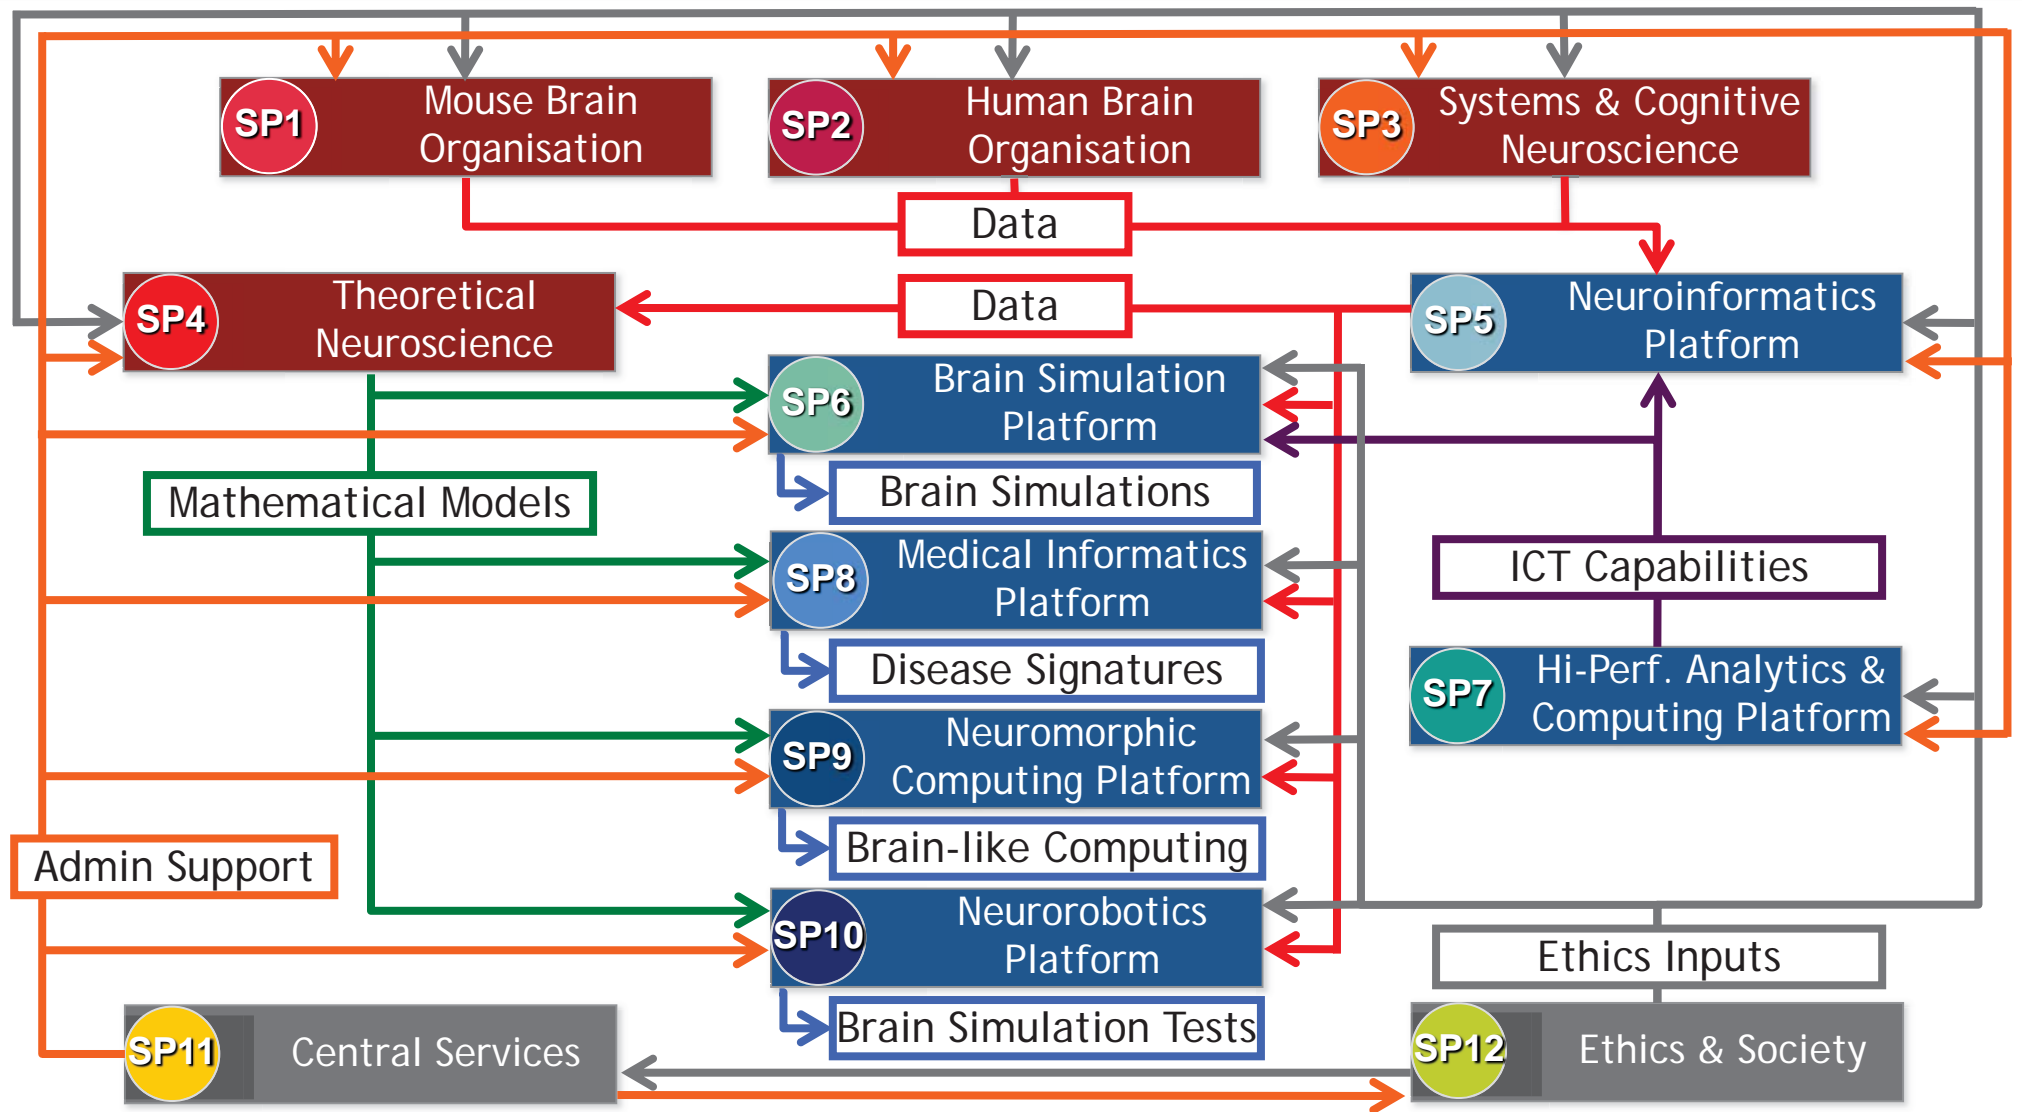 SP1
Mouse Brain
Organisation
SP2
Human Brain
Organisation
SP3
Systems & Cognitive
Neuroscience
Data
SP4
Theoretical
Neuroscience
Data
SP5
Neuroinformatics
Platform
SP6
Brain Simulation
Platform
Mathematical Models
Brain Simulations
SP8
Medical Informatics
Platform
ICT Capabilities
Disease Signatures
SP7
Hi-Perf. Analytics &
Computing Platform
SP9
Neuromorphic
Computing Platform
Admin Support
Brain-like Computing
SP10
Neurorobotics
Platform
Ethics Inputs
Brain Simulation Tests
SP11
Central Services
SP12
Ethics & Society